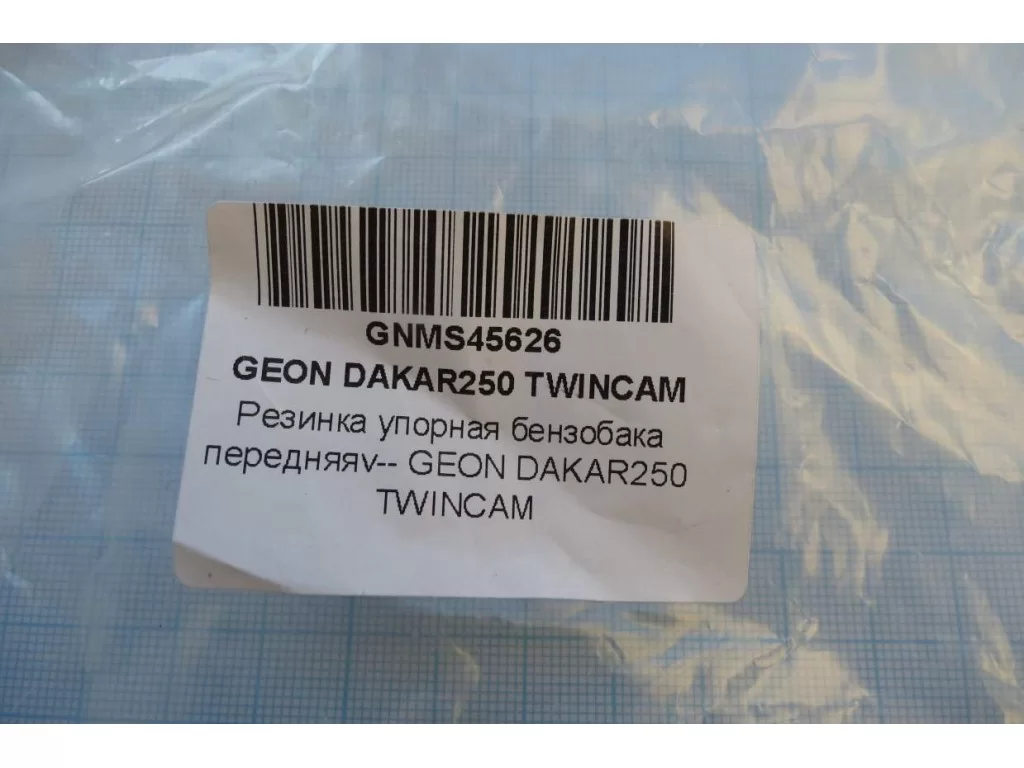 GNMS45626
GEON DAKAR250 TWINCAM
Резинка упорная бензобака
передняяv-- GEON DAKAR250
TWINCAM